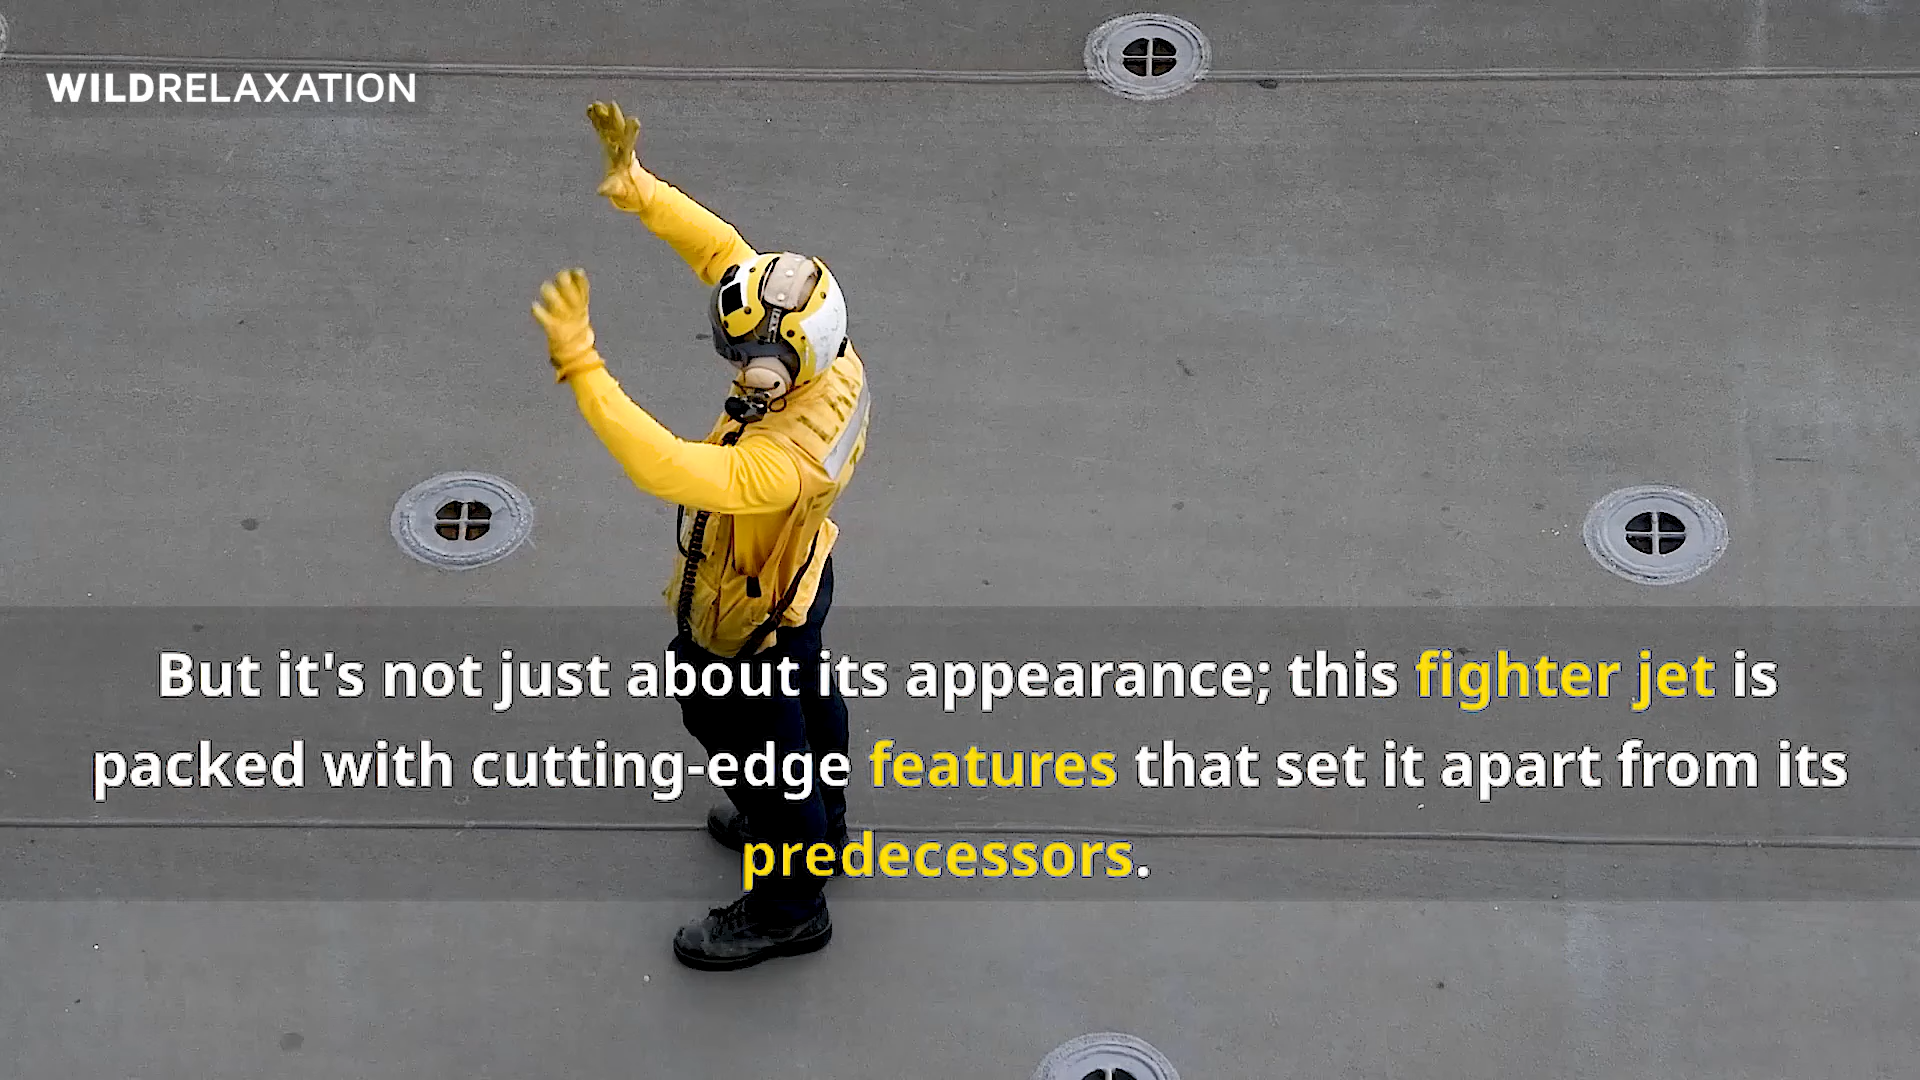 WILDRELAXATION
But it's not just about its appearance; this fighter jet is
packed with cutting-edge features that set it apart from its
predecessors.